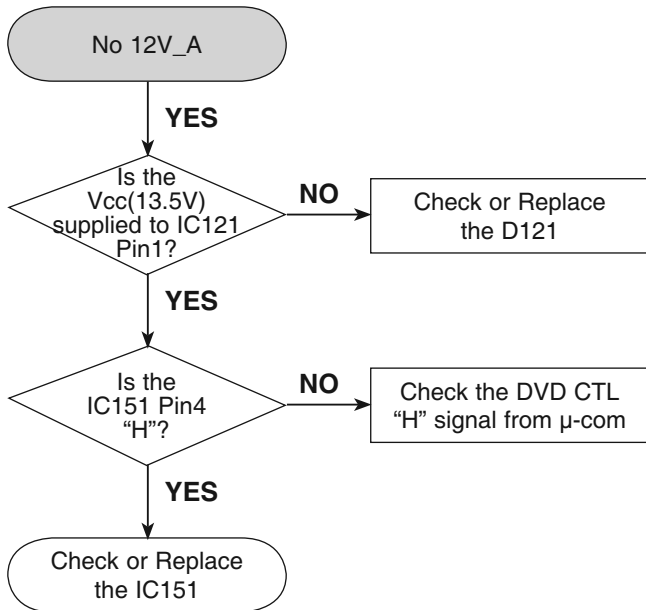 No 12V_A
YES
Is the
Vcc(13.5V)
supplied to IC121
Pin1?
NO
Check or Replace
the D121
YES
Is the
IC151 Pin4
“H”?
NO
Check the DVD CTL
“H” signal from µ-com
YES
Check or Replace
the IC151